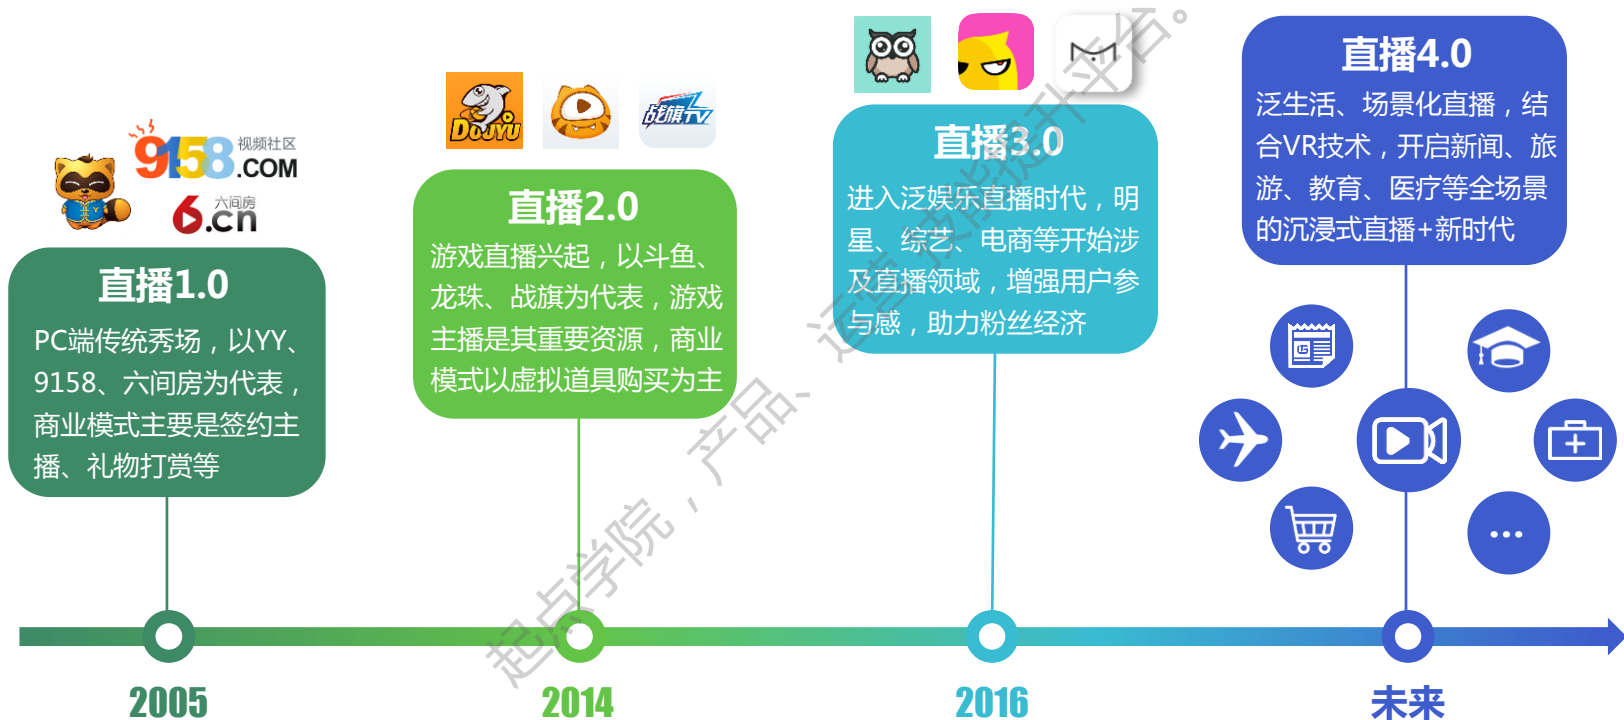 9158 视频社区
.COM
六间房
6.cn
直播1.0
PC端传统秀场，以YY、
9158、六间房为代表，
商业模式主要是签约主
播、礼物打赏等
2005
DOUYU
战旗TV
直播2.0
游戏直播兴起，以斗鱼、
龙珠、战旗为代表，游戏
主播是其重要资源，商业
模式以虚拟道具购买为主
2014
直播3.0
进入泛娱乐直播时代，明
星、综艺、电商等开始涉
及直播领域，增强用户参
与感，助力粉丝经济
2016
直播4.0
泛生活、场景化直播，结
合VR技术，开启新闻、旅
游、教育、医疗等全场景
的沉浸式直播+新时代
未来
起点学院，产品、运营技能提升平台。